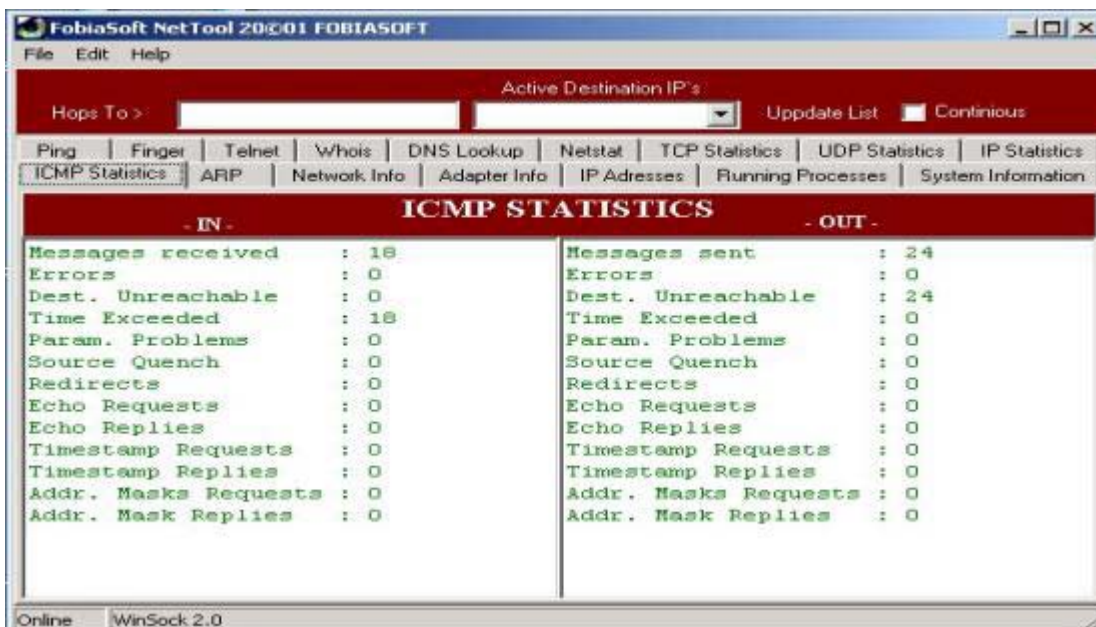 FobiaSoft NetTool 20©01 FOBIASOFT
File Edit Help
Active Destination IP's
Hops To > Uppdate List Continious
Ping Finger Telnet Whois DNS Lookup Netstat TCP Statistics UDP Statistics IP Statistics
ICMP Statistics ARP Network Info Adapter Info IP Adresses Running Processes System Information
ICMP STATISTICS
- IN - - OUT -
Messages received : 18
Errors : 0
Dest. Unreachable : 0
Time Exceeded : 18
Param. Problems : 0
Source Quench : 0
Redirects : 0
Echo Requests : 0
Echo Replies : 0
Timestamp Requests : 0
Timestamp Replies : 0
Addr. Masks Requests : 0
Addr. Mask Replies : 0
Messages sent : 24
Errors : 0
Dest. Unreachable : 24
Time Exceeded : 0
Param. Problems : 0
Source Quench : 0
Redirects : 0
Echo Requests : 0
Echo Replies : 0
Timestamp Requests : 0
Timestamp Replies : 0
Addr. Masks Requests : 0
Addr. Mask Replies : 0
Online WinSock 2.0